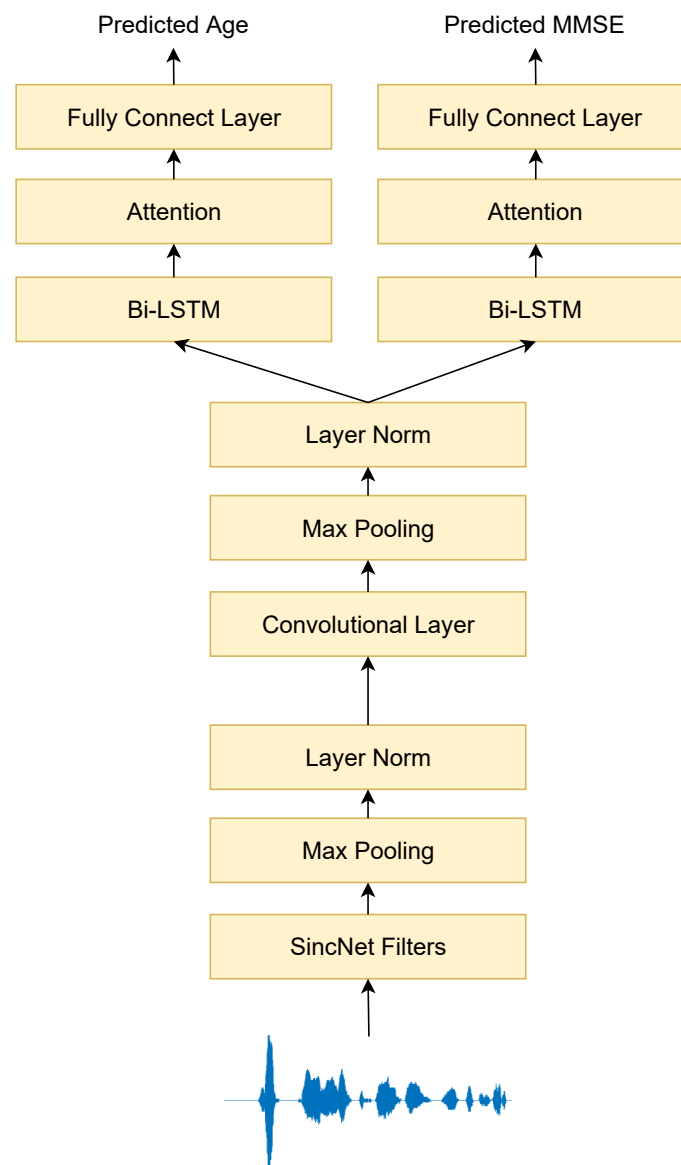 Predicted Age
Predicted MMSE
Fully Connect Layer
Fully Connect Layer
Attention
Attention
Bi-LSTM
Bi-LSTM
Layer Norm
Max Pooling
Convolutional Layer
Layer Norm
Max Pooling
SincNet Filters